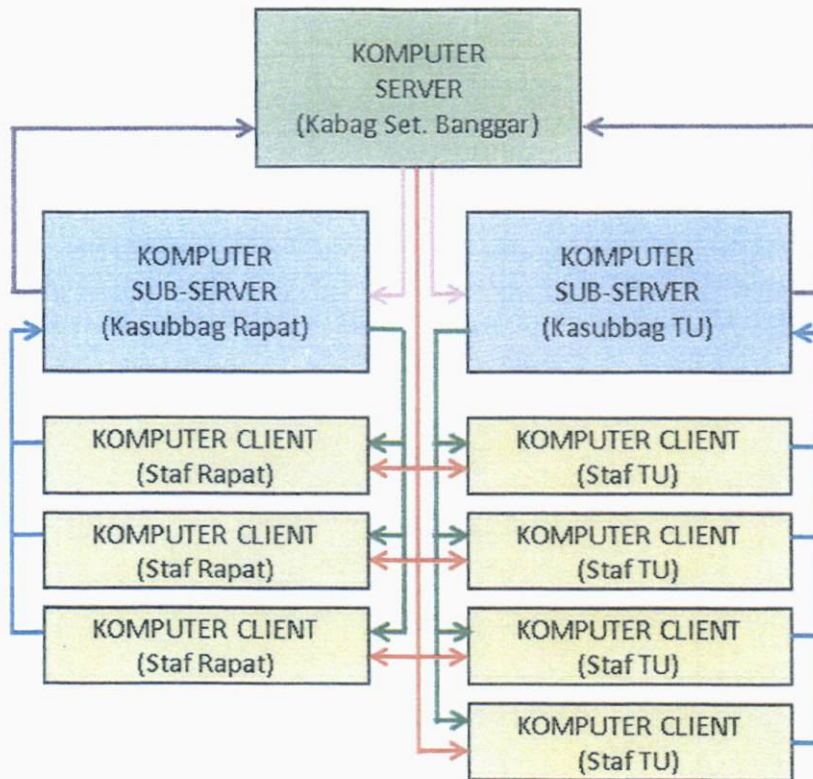 KOMPUTER
SERVER
(Kabag Set. Banggar)
KOMPUTER
SUB-SERVER
(Kasubbag Rapat)
KOMPUTER
SUB-SERVER
(Kasubbag TU)
KOMPUTER CLIENT
(Staf Rapat)
KOMPUTER CLIENT
(Staf TU)
KOMPUTER CLIENT
(Staf Rapat)
KOMPUTER CLIENT
(Staf TU)
KOMPUTER CLIENT
(Staf Rapat)
KOMPUTER CLIENT
(Staf TU)
KOMPUTER CLIENT
(Staf TU)